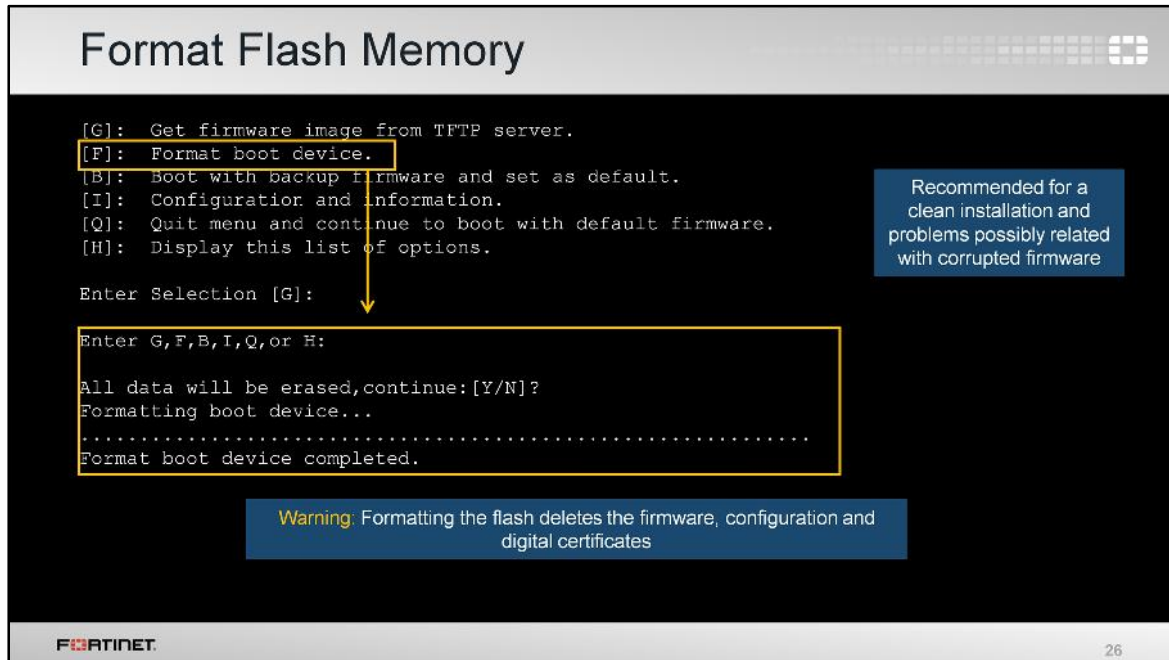 Format Flash Memory
[G]: Get firmware image from TFTP server.
[F]: Format boot device.
[B]: Boot with backup firmware and set as default.
[I]: Configuration and information.
[Q]: Quit menu and continue to boot with default firmware.
[H]: Display this list of options.
Recommended for a
clean installation and
problems possibly related
with corrupted firmware
Enter Selection [G]:
Enter G,F,B,I,Q,or H:
All data will be erased,continue:[Y/N]?
Formatting boot device...
..............................................................
Format boot device completed.
Warning: Formatting the flash deletes the firmware, configuration and
digital certificates
FORTINET.
26